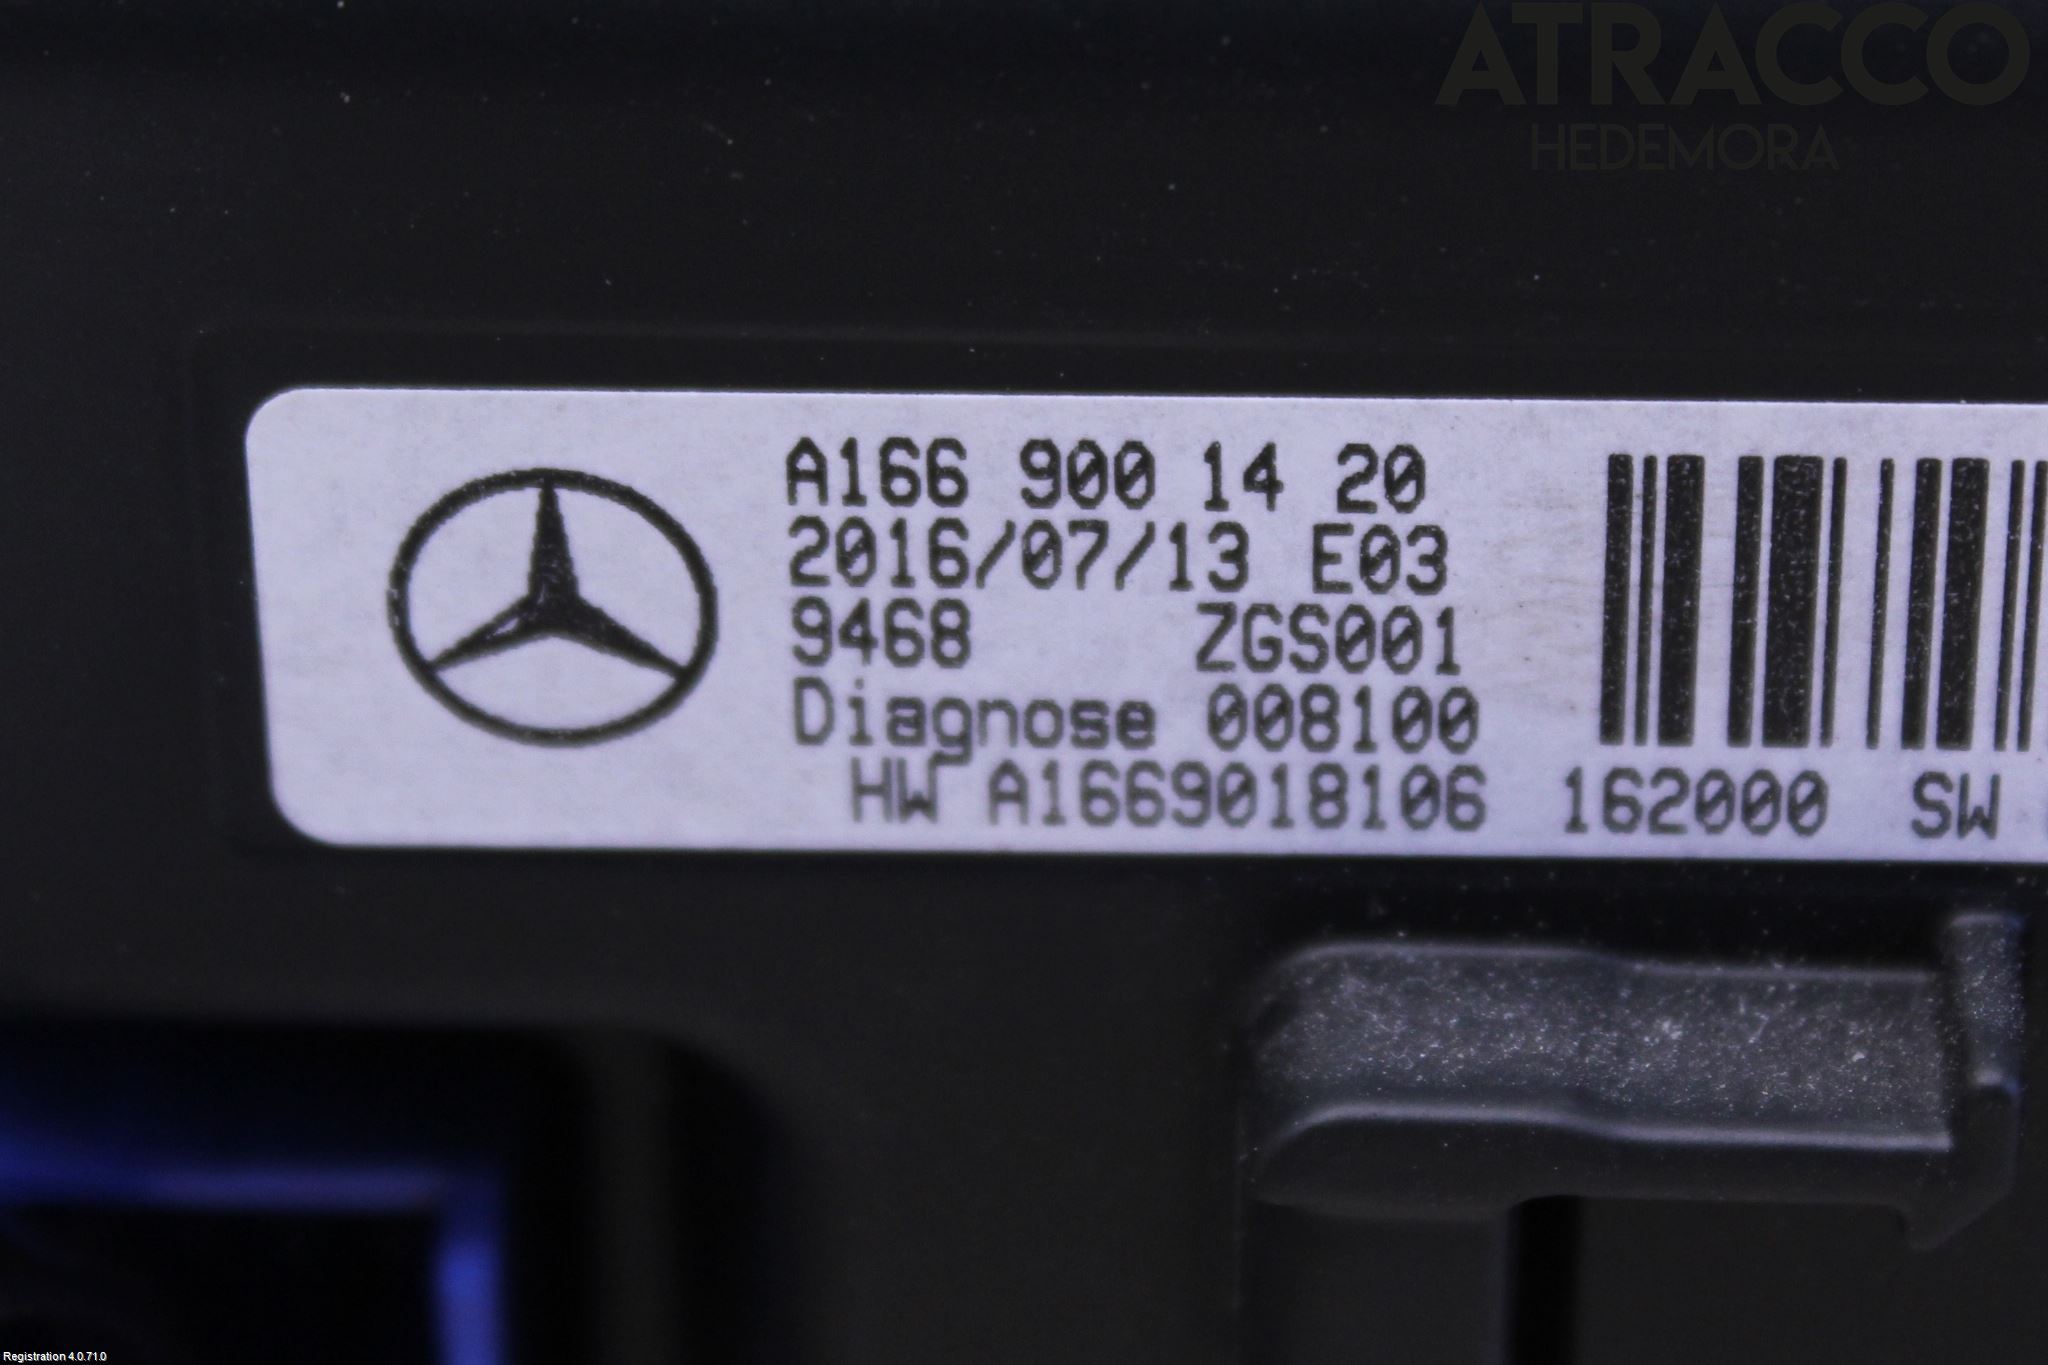 ATRACCO
HEDEMORA
A166 900 14 20
2016/07/13 E03
9468 ZGS001
Diagnose 008100
HW A1669018106 162000 SW
Registration 4.0.71.0